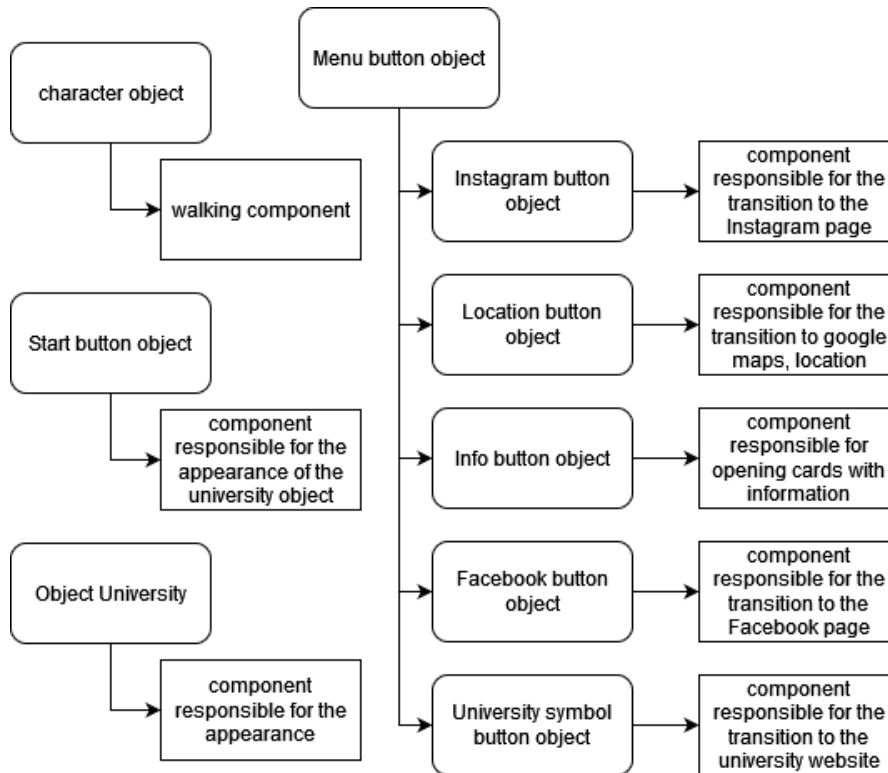 character object
walking component
Start button object
component
responsible for the
appearance of the
university object
Object University
component
responsible for the
appearance
Menu button object
Instagram button
object
component
responsible for the
transition to the
Instagram page
Location button
object
component
responsible for the
transition to google
maps, location
Info button object
component
responsible for
opening cards with
information
Facebook button
object
component
responsible for the
transition to the
Facebook page
University symbol
button object
component
responsible for the
transition to the
university website